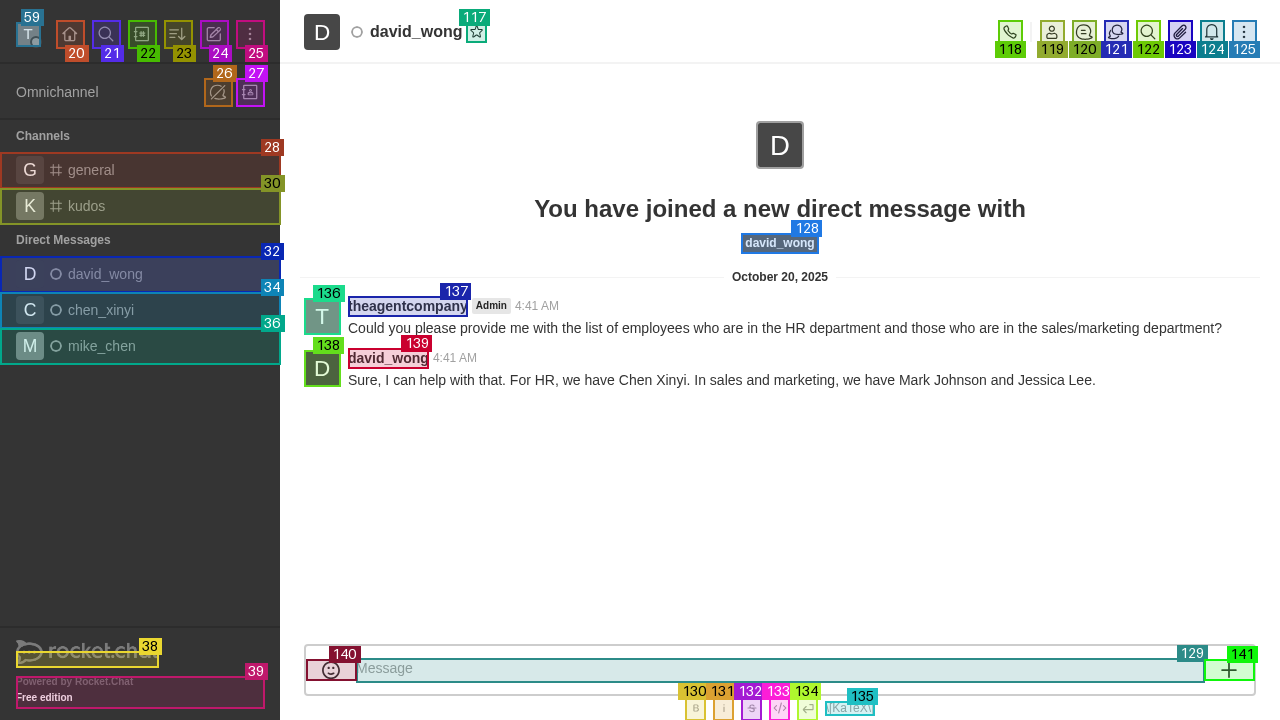 59
T
20
21
22
23
24
25
Omnichannel
26
27
Channels
28
G general
30
K kudos
Direct Messages
32
D david_wong
34
C chen_xinyi
36
M mike_chen
38
rocket.chat
39
Powered by Rocket.Chat
Free edition
D david_wong
117
118
119
120
121
122
123
124
125
D
You have joined a new direct message with
128
david_wong
October 20, 2025
136
T
137
theagentcompany Admin 4:41 AM
Could you please provide me with the list of employees who are in the HR department and those who are in the sales/marketing department?
138
D
139
david_wong 4:41 AM
Sure, I can help with that. For HR, we have Chen Xinyi. In sales and marketing, we have Mark Johnson and Jessica Lee.
140
129
141
Message
130
131
132
133
134
135
B i S </> \(KaTeX\)